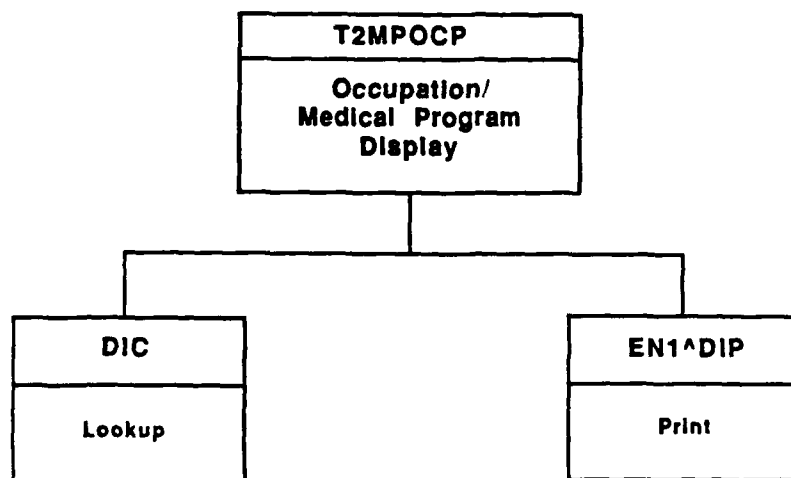 T2MPOCP
Occupation/
Medical Program
Display
DIC
Lookup
EN1^DIP
Print